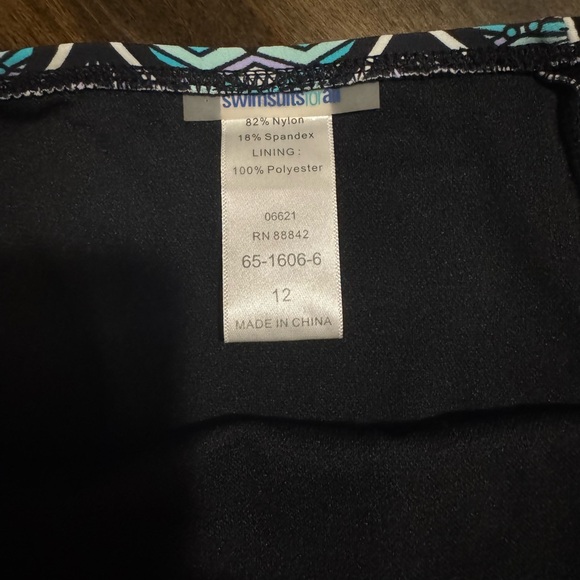 swimsuitsforall
82% Nylon
18% Spandex
LINING:
100% Polyester
06621
RN 88842
65-1606-6
12
MADE IN CHINA